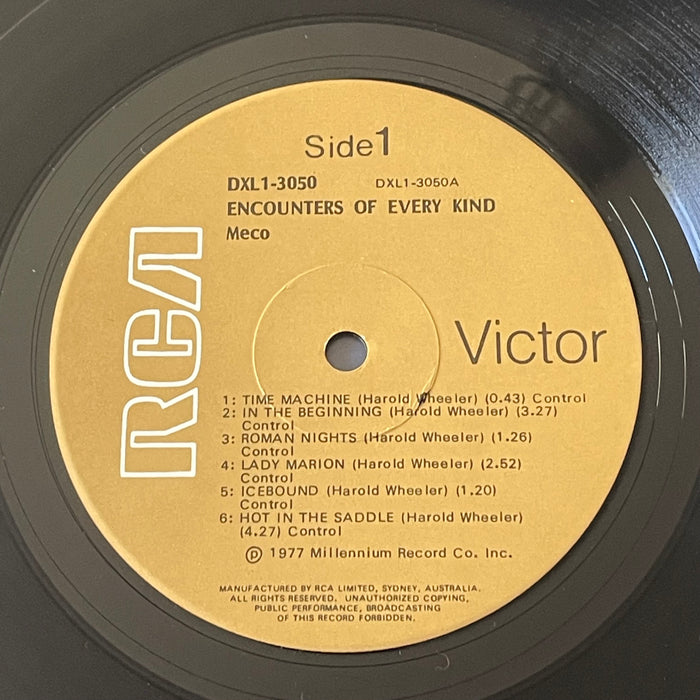 Side 1
DXL1-3050 DXL1-3050A
ENCOUNTERS OF EVERY KIND
Meco
RCA
Victor
1: TIME MACHINE (Harold Wheeler) (0.43) Control
2: IN THE BEGINNING (Harold Wheeler) (3.27)
Control
3: ROMAN NIGHTS (Harold Wheeler) (1.26)
Control
4: LADY MARION (Harold Wheeler) (2.52)
Control
5: ICEBOUND (Harold Wheeler) (1.20)
Control
6: HOT IN THE SADDLE (Harold Wheeler)
(4.27) Control
℗ 1977 Millennium Record Co. Inc.
MANUFACTURED BY RCA LIMITED, SYDNEY, AUSTRALIA.
ALL RIGHTS RESERVED. UNAUTHORIZED COPYING,
PUBLIC PERFORMANCE, BROADCASTING
OF THIS RECORD FORBIDDEN.